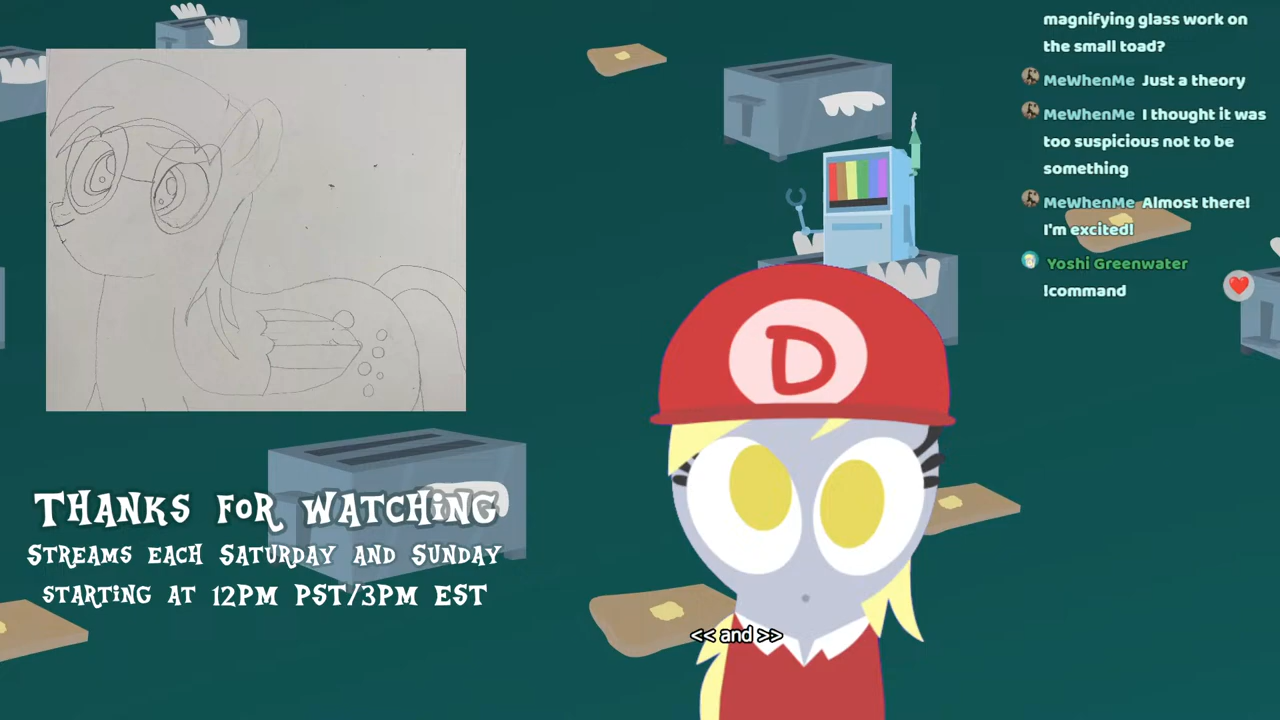 magnifying glass work on
the small toad?
MeWhenMe Just a theory
MeWhenMe I thought it was
too suspicious not to be
something
MeWhenMe Almost there!
I'm excited!
Yoshi Greenwater
!command
D
THANKS FOR WATCHING
STREAMS EACH SATURDAY AND SUNDAY
STARTING AT 12PM PST/3PM EST
<< and >>